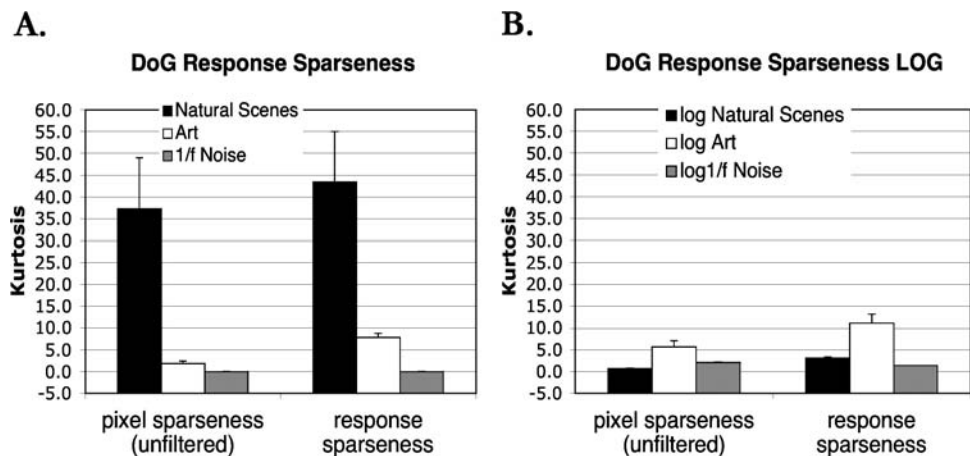 A.
DoG Response Sparseness
60.0
55.0
50.0
45.0
40.0
35.0
30.0
25.0
20.0
15.0
10.0
5.0
0.0
-5.0
Kurtosis
Natural Scenes
Art
1/f Noise
pixel sparseness
(unfiltered)
response
sparseness
B.
DoG Response Sparseness LOG
60.0
55.0
50.0
45.0
40.0
35.0
30.0
25.0
20.0
15.0
10.0
5.0
0.0
-5.0
Kurtosis
log Natural Scenes
log Art
log1/f Noise
pixel sparseness
(unfiltered)
response
sparseness